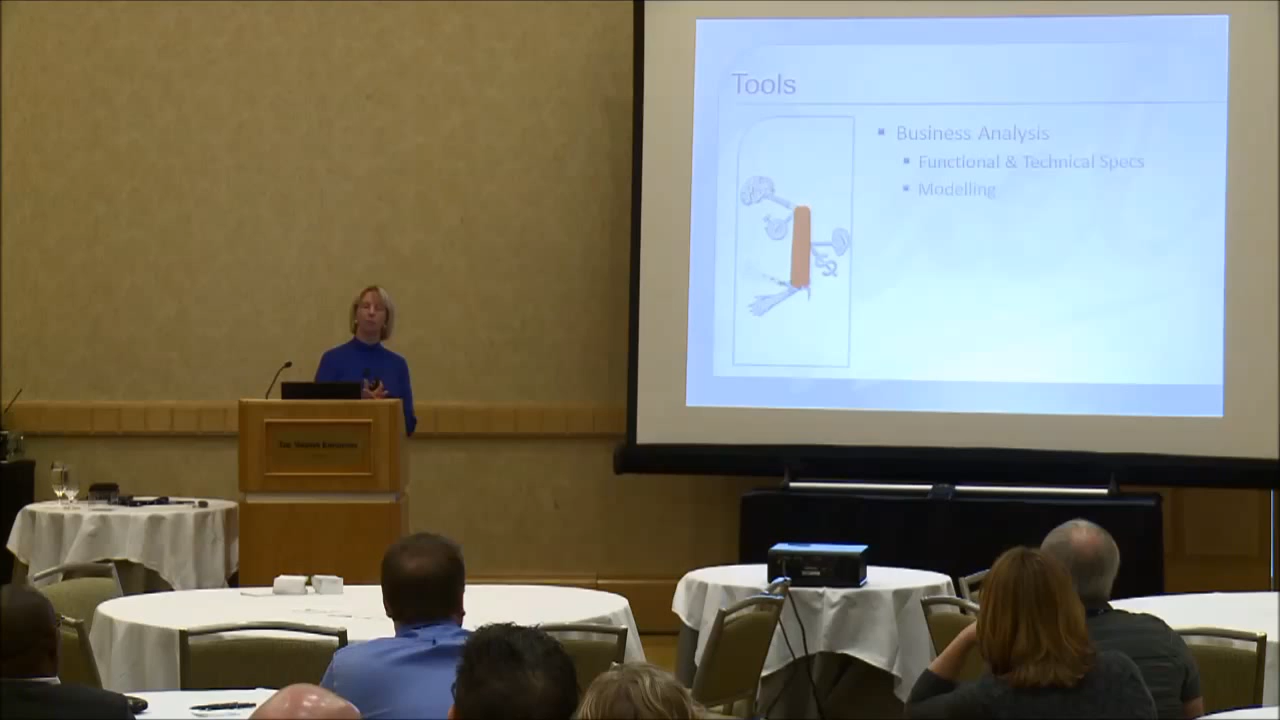 Tools
Business Analysis
Functional & Technical Specs
Modelling